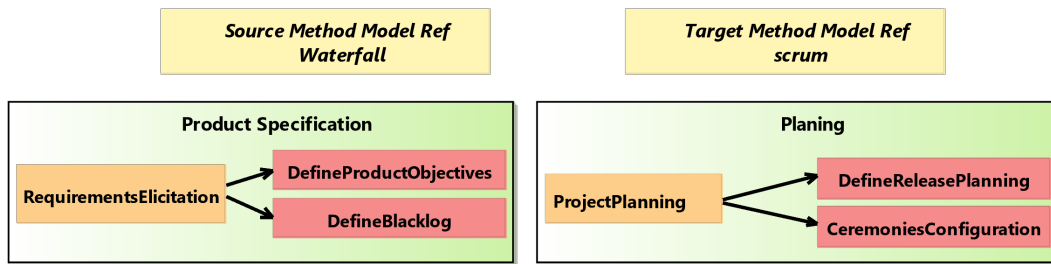 Source Method Model Ref
Waterfall
Target Method Model Ref
scrum
Product Specification
RequirementsElicitation
DefineProductObjectives
DefineBlacklog
Planing
ProjectPlanning
DefineReleasePlanning
CeremoniesConfiguration